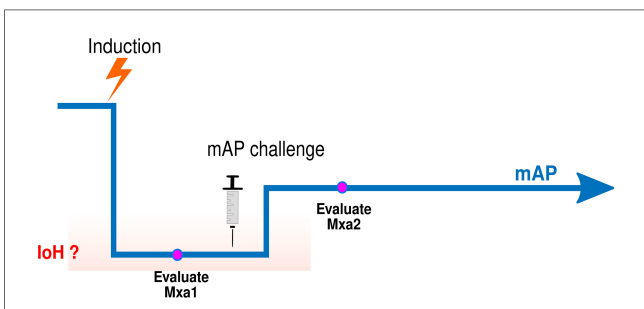 Induction
mAP challenge
mAP
Evaluate
Mxa2
IoH ?
Evaluate
Mxa1